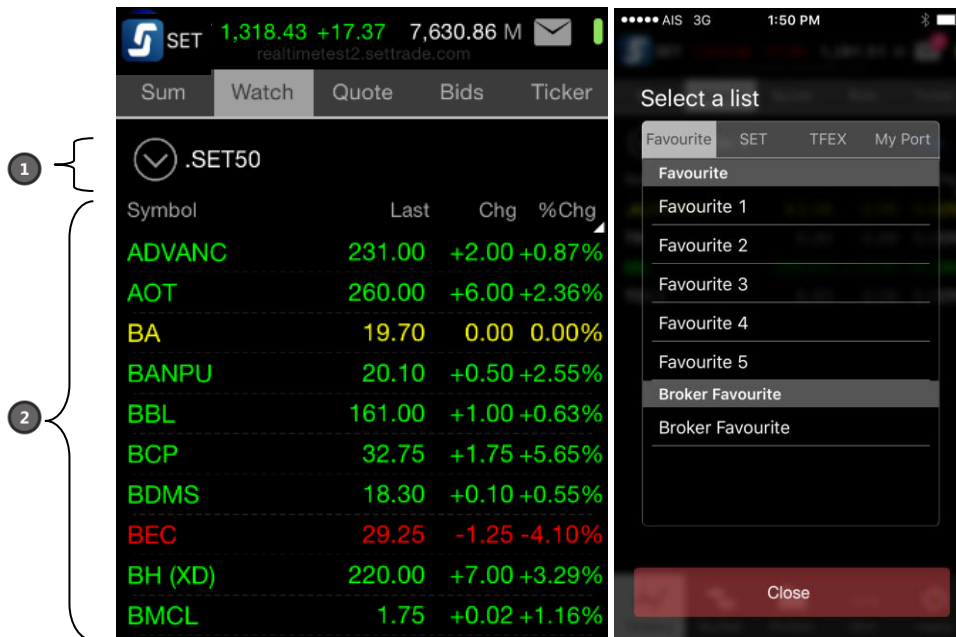 SET 1,318.43 +17.37 7,630.86 M
realtimetest2.settrade.com
Sum Watch Quote Bids Ticker
1
.SET50
Symbol Last Chg %Chg
ADVANC 231.00 +2.00 +0.87%
AOT 260.00 +6.00 +2.36%
BA 19.70 0.00 0.00%
BANPU 20.10 +0.50 +2.55%
2
BBL 161.00 +1.00 +0.63%
BCP 32.75 +1.75 +5.65%
BDMS 18.30 +0.10 +0.55%
BEC 29.25 -1.25 -4.10%
BH (XD) 220.00 +7.00 +3.29%
BMCL 1.75 +0.02 +1.16%
AIS 3G 1:50 PM
Select a list
Favourite SET TFEX My Port
Favourite
Favourite 1
Favourite 2
Favourite 3
Favourite 4
Favourite 5
Broker Favourite
Broker Favourite
Close